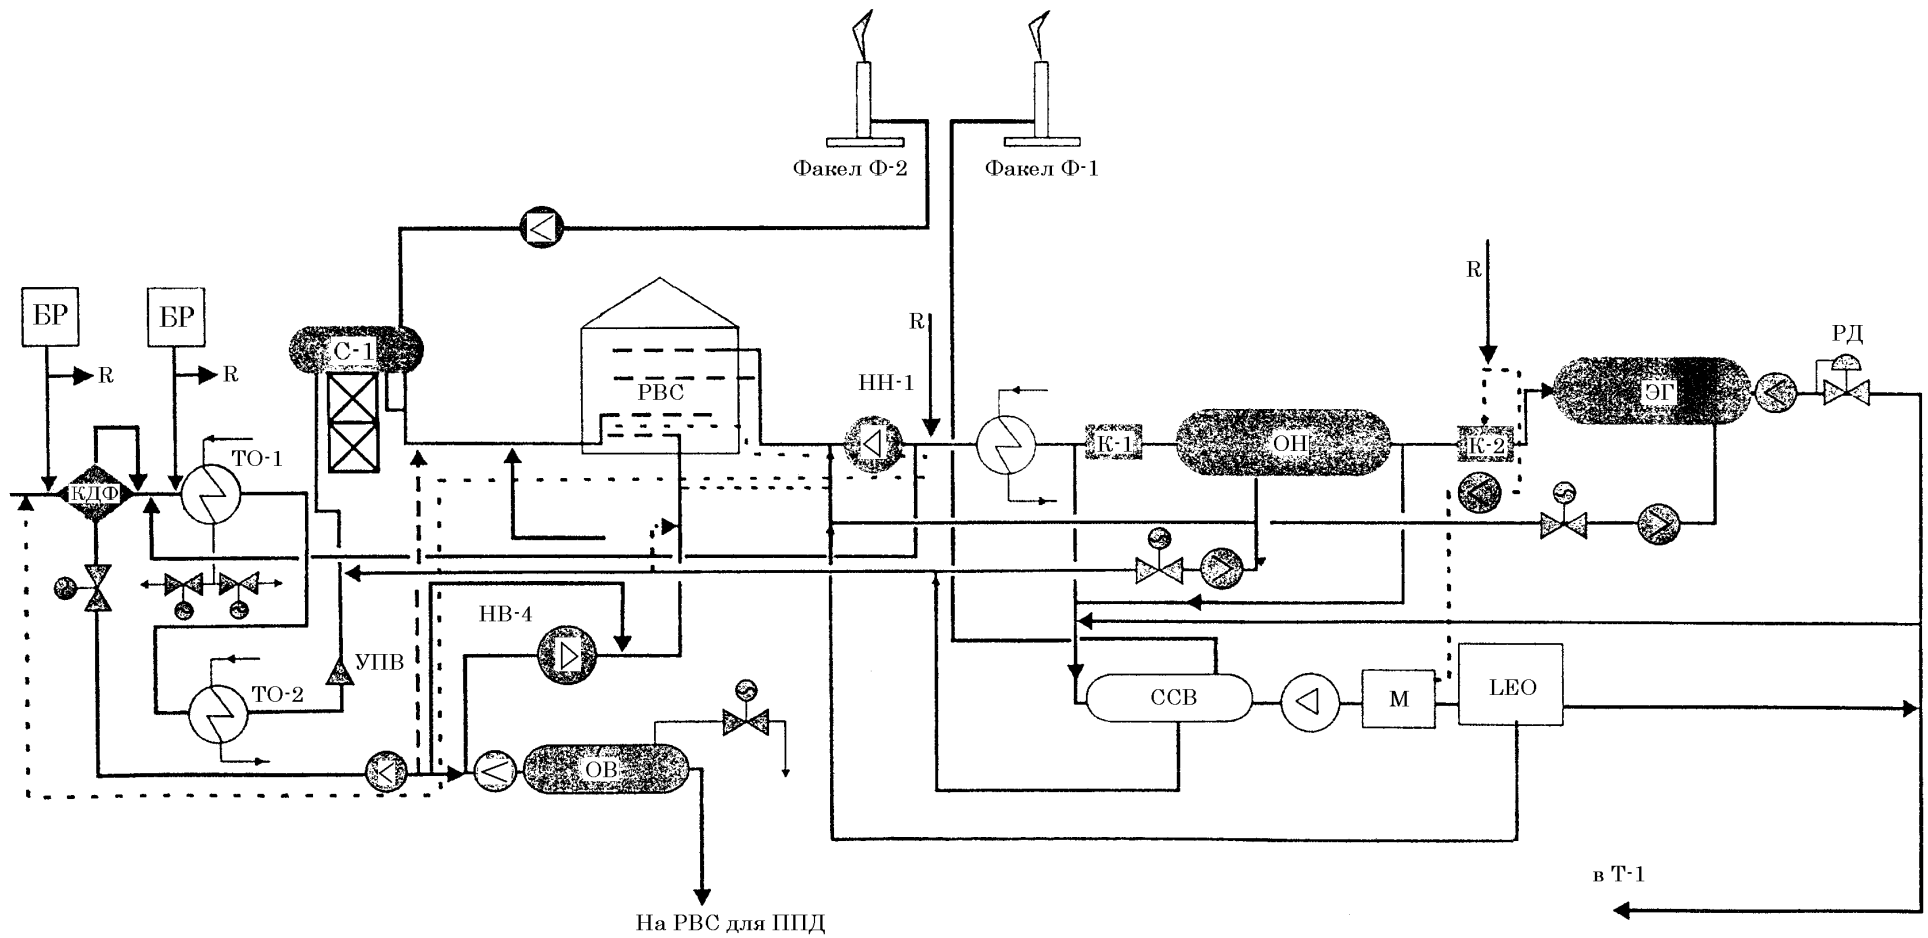 Факел Ф-2
Факел Ф-1
БР
БР
R
R
С-1
РВС
НН-1
R
R
РД
ЭГ
К-1
ОН
К-2
КДФ
ТО-1
ТО-2
УПВ
НВ-4
ОВ
ССВ
М
LEO
в Т-1
На РВС для ППД